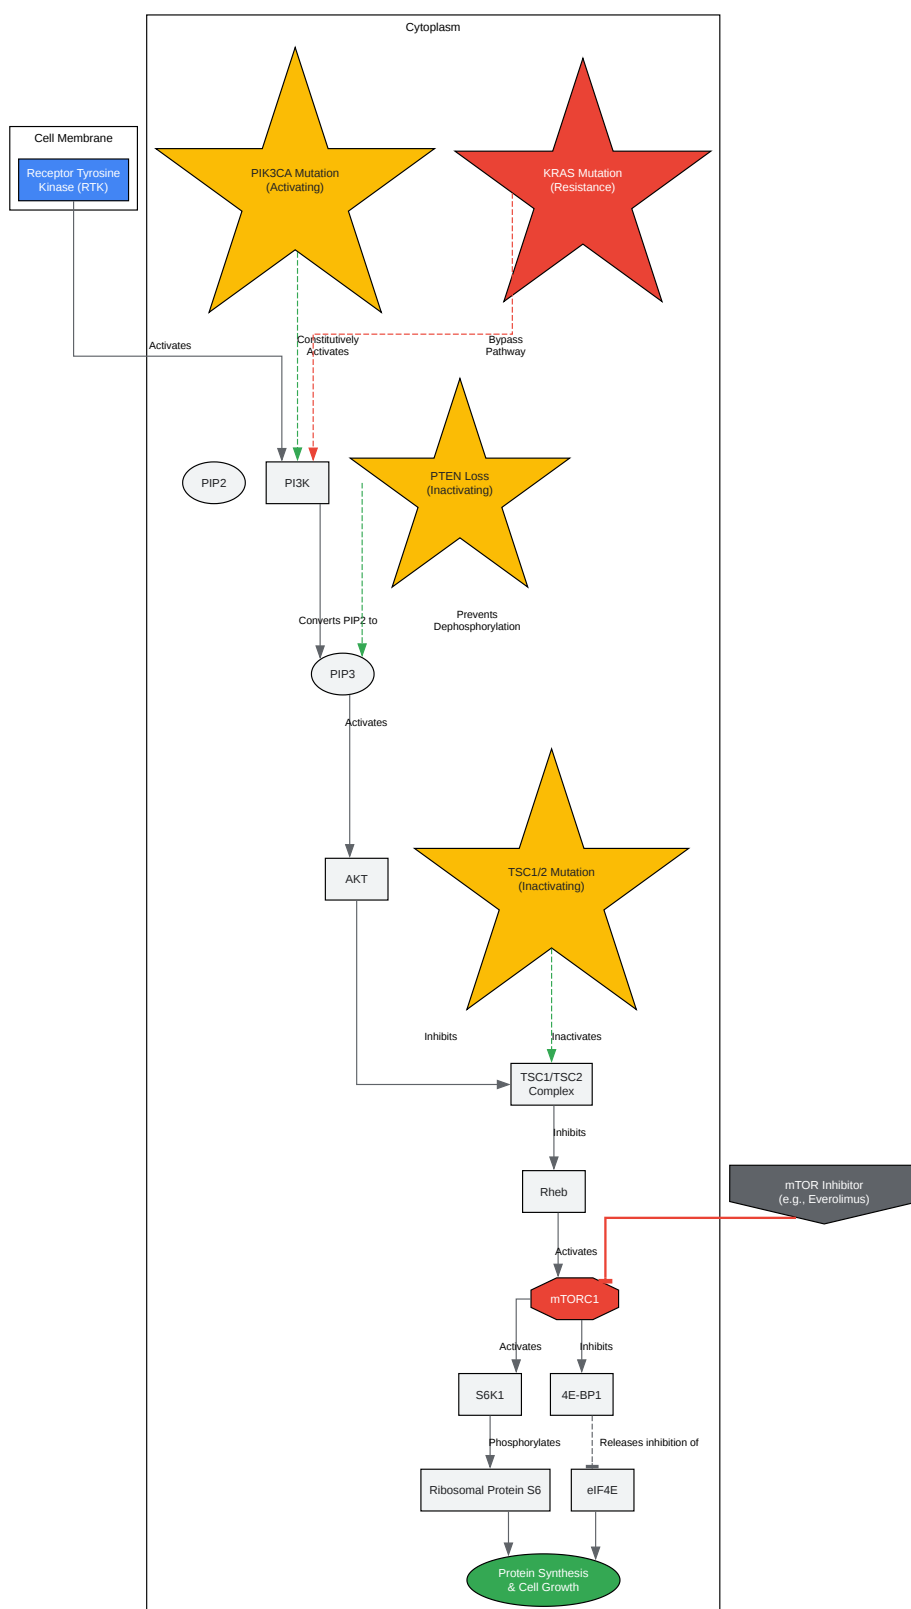 Cytoplasm
Cell Membrane
Receptor Tyrosine
Kinase (RTK)
PIK3CA Mutation
(Activating)
KRAS Mutation
(Resistance)
Activates
Constitutively
Activates
Bypass
Pathway
PIP2
PI3K
PTEN Loss
(Inactivating)
Converts PIP2 to
Prevents
Dephosphorylation
PIP3
Activates
AKT
TSC1/2 Mutation
(Inactivating)
Inhibits
Inactivates
TSC1/TSC2
Complex
Inhibits
Rheb
mTOR Inhibitor
(e.g., Everolimus)
Activates
mTORC1
Activates
Inhibits
S6K1
4E-BP1
Phosphorylates
Releases inhibition of
Ribosomal Protein S6
eIF4E
Protein Synthesis
& Cell Growth